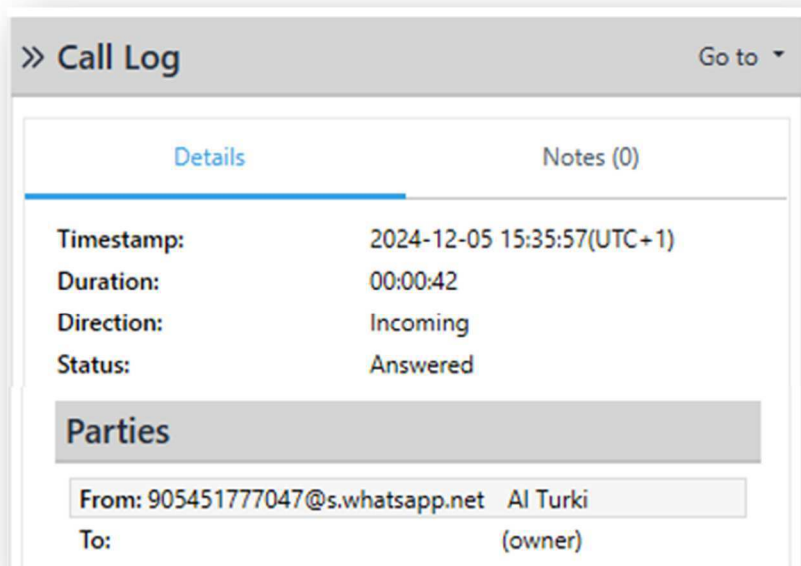 » Call Log Go to
Details Notes (0)
Timestamp: 2024-12-05 15:35:57(UTC+1)
Duration: 00:00:42
Direction: Incoming
Status: Answered
Parties
From: 905451777047@s.whatsapp.net Al Turki
To: (owner)